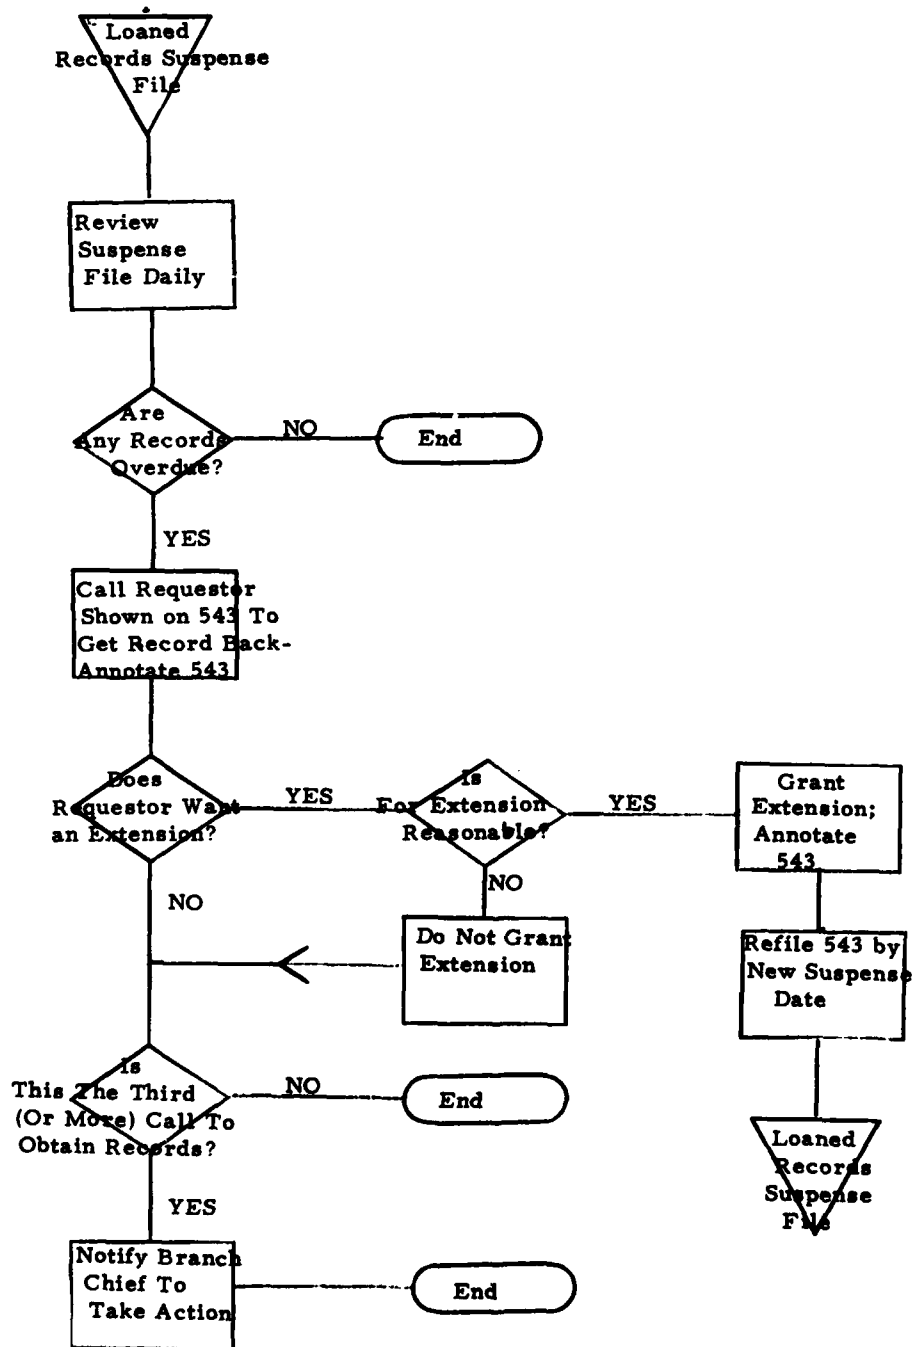 Loaned
Records Suspense
File
Review
Suspense
File Daily
Are
Any Records
Overdue?
NO
End
YES
Call Requestor
Shown on 543 To
Get Record Back-
Annotate 543
Does
Requestor Want
an Extension?
YES
Is
For Extension
Reasonable?
YES
Grant
Extension;
Annotate
543
NO
NO
Do Not Grant
Extension
Refile 543 by
New Suspense
Date
Is
This The Third
(Or More) Call To
Obtain Records?
NO
End
Loaned
Records
Suspense
File
YES
Notify Branch
Chief To
Take Action
End